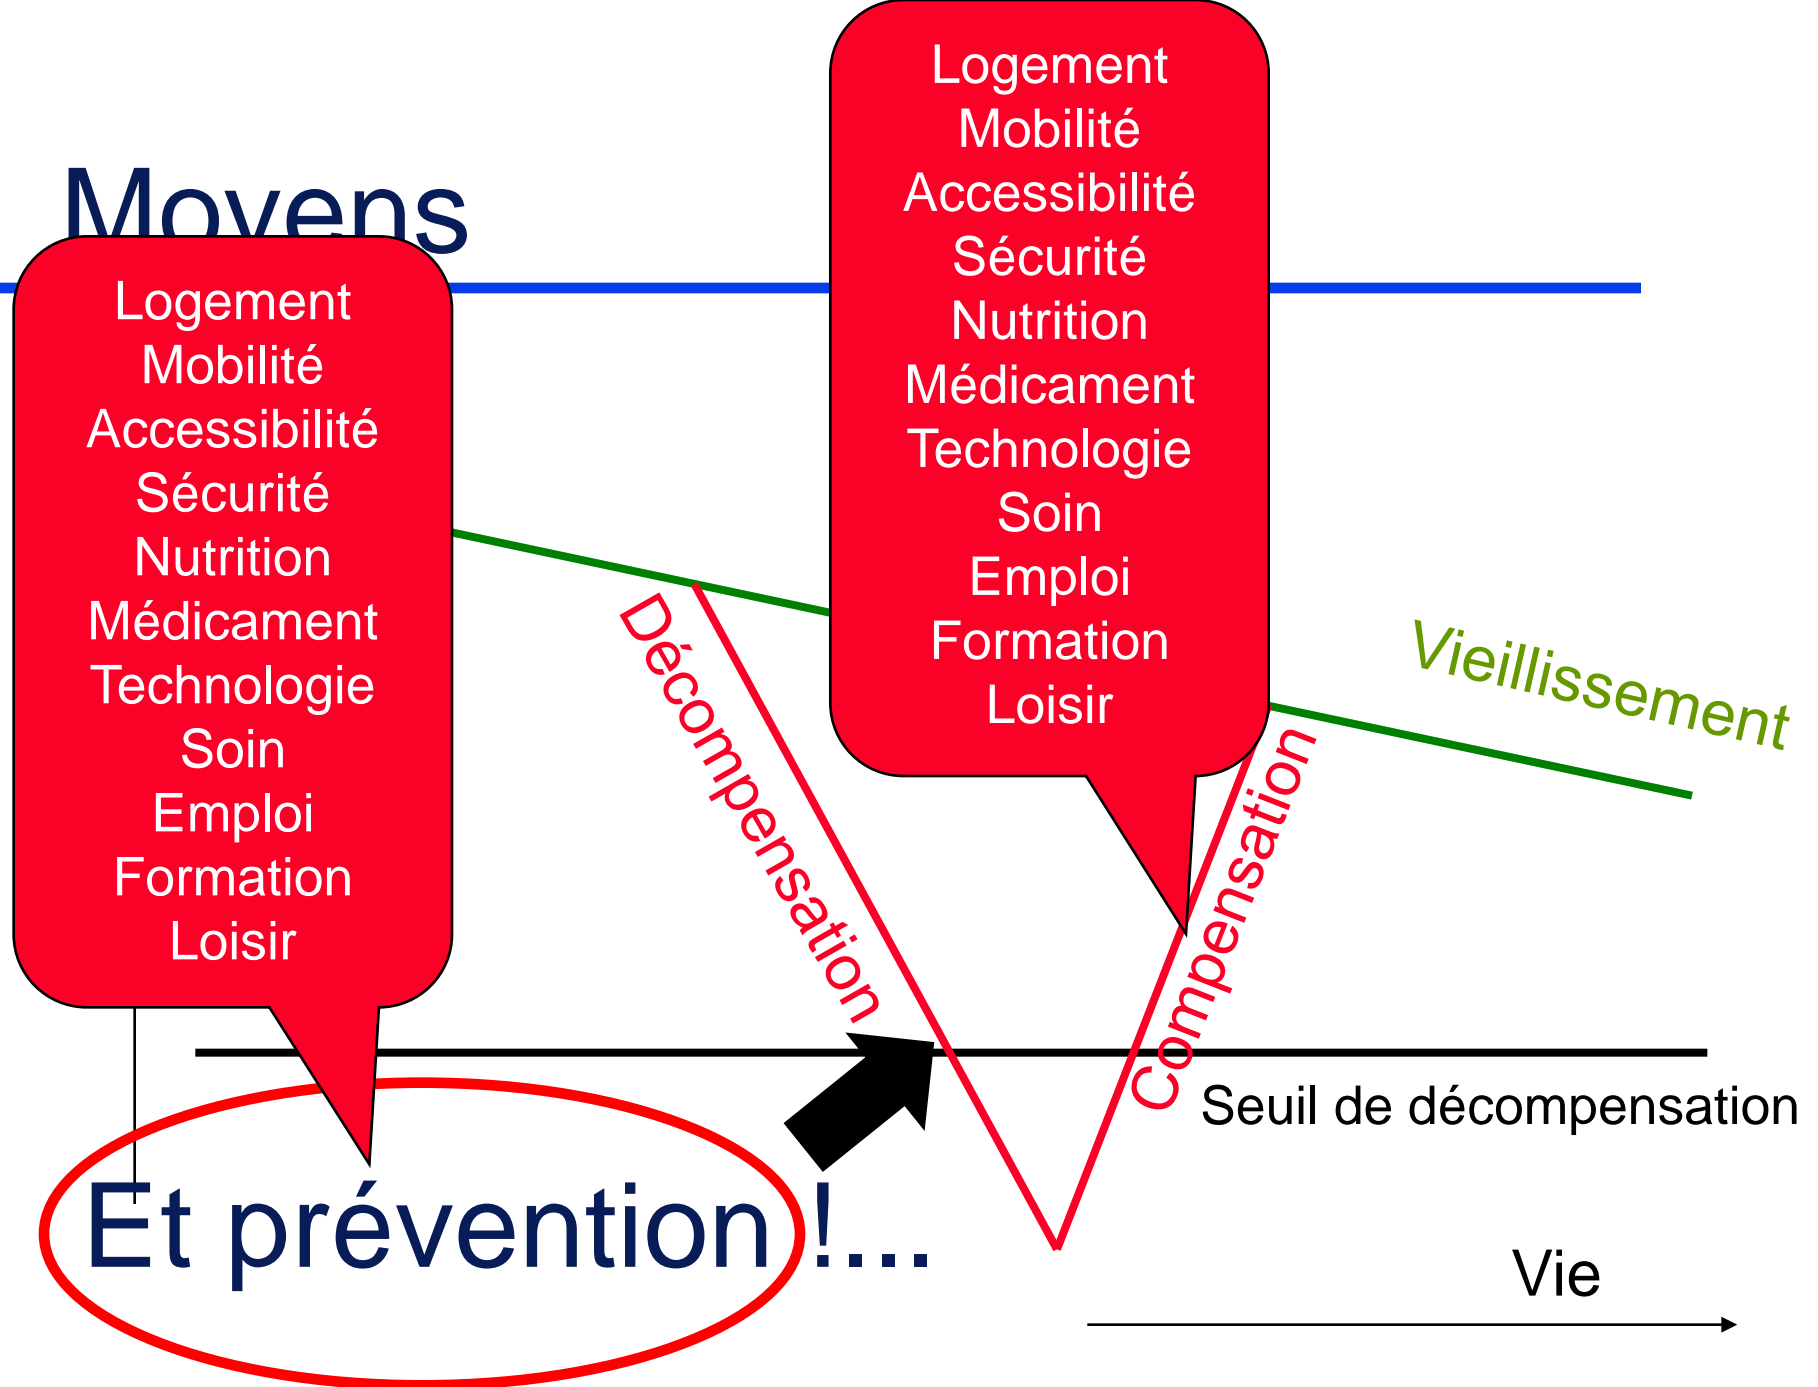 Moyens
Logement
Mobilité
Accessibilité
Sécurité
Nutrition
Médicament
Technologie
Soin
Emploi
Formation
Loisir
Logement
Mobilité
Accessibilité
Sécurité
Nutrition
Médicament
Technologie
Soin
Emploi
Formation
Loisir
Décompensation
Compensation
Vieillissement
Seuil de décompensation
Et prévention !...
Vie